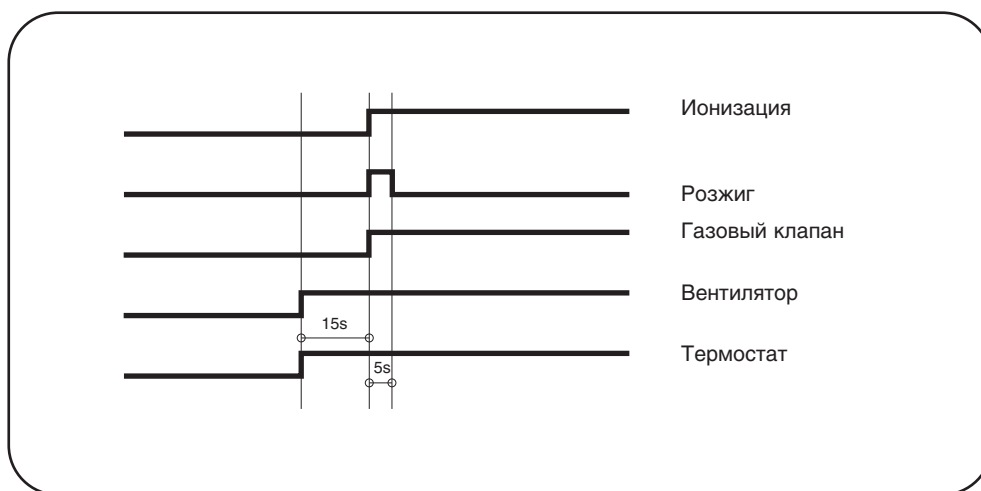 Ионизация
Розжиг
Газовый клапан
Вентилятор
15s
Термостат
5s